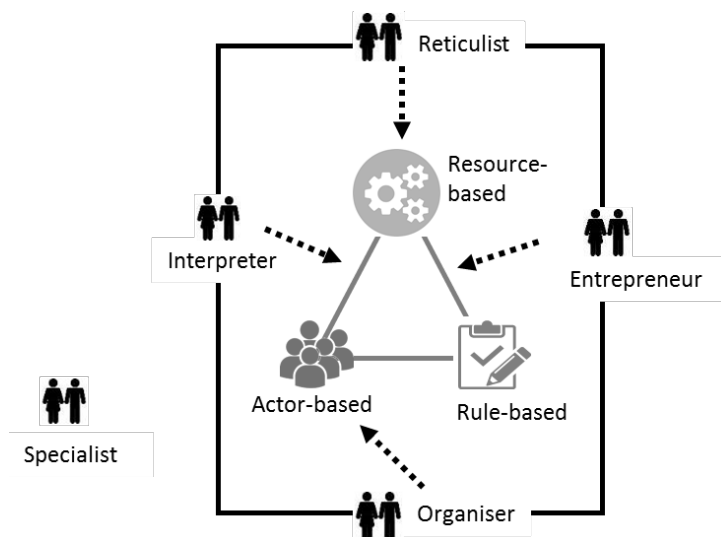 Reticulist
Resource-
based
Interpreter
Entrepreneur
Actor-based
Rule-based
Specialist
Organiser